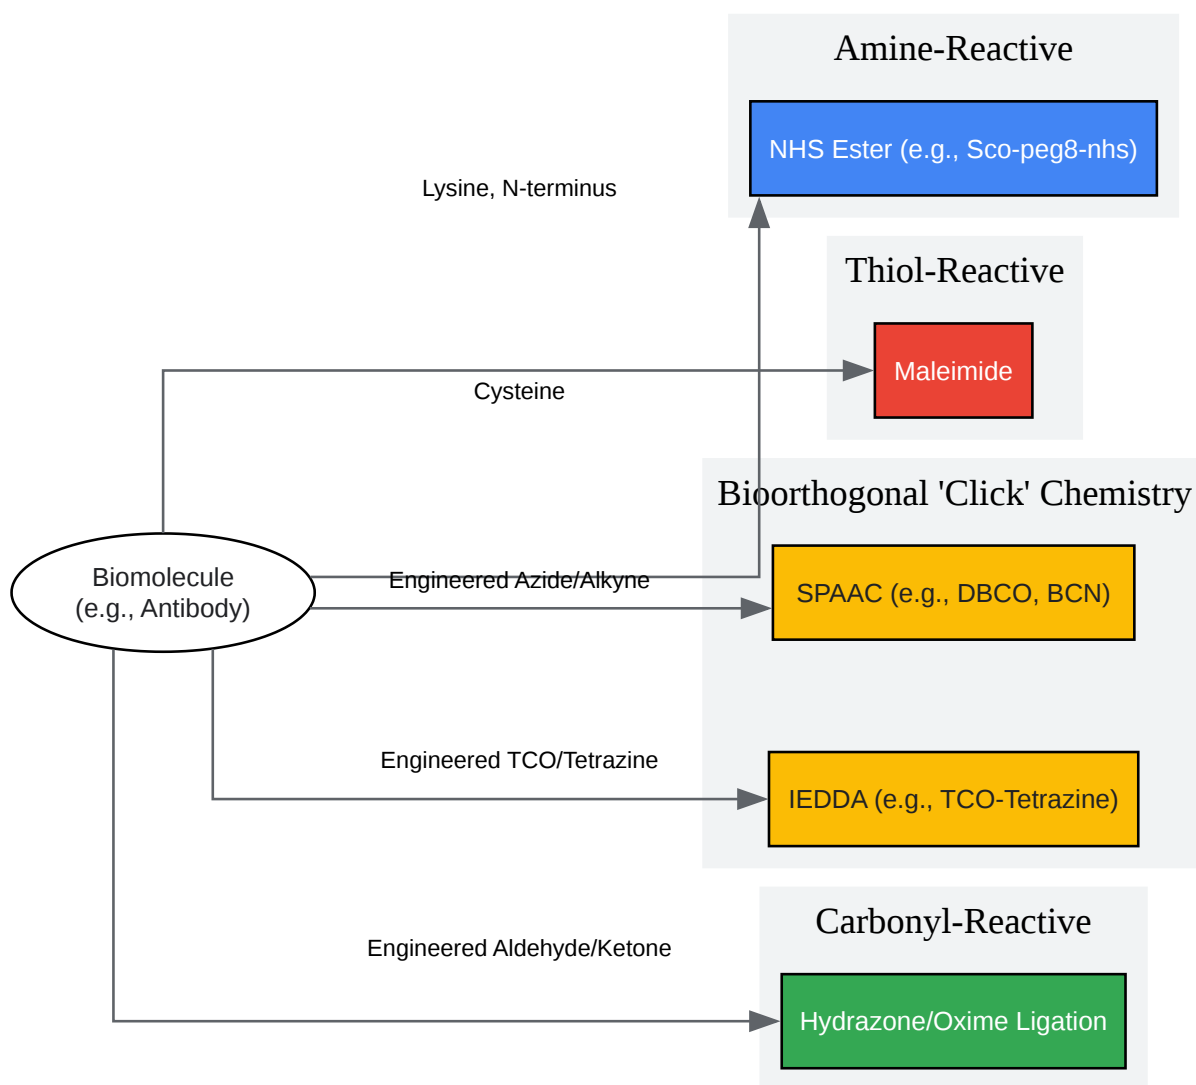 Amine-Reactive
NHS Ester (e.g., Sco-peg8-nhs)
Lysine, N-terminus
Thiol-Reactive
Maleimide
Cysteine
Bioorthogonal 'Click' Chemistry
Biomolecule
(e.g., Antibody)
Engineered Azide/Alkyne
SPAAC (e.g., DBCO, BCN)
Engineered TCO/Tetrazine
IEDDA (e.g., TCO-Tetrazine)
Carbonyl-Reactive
Engineered Aldehyde/Ketone
Hydrazone/Oxime Ligation